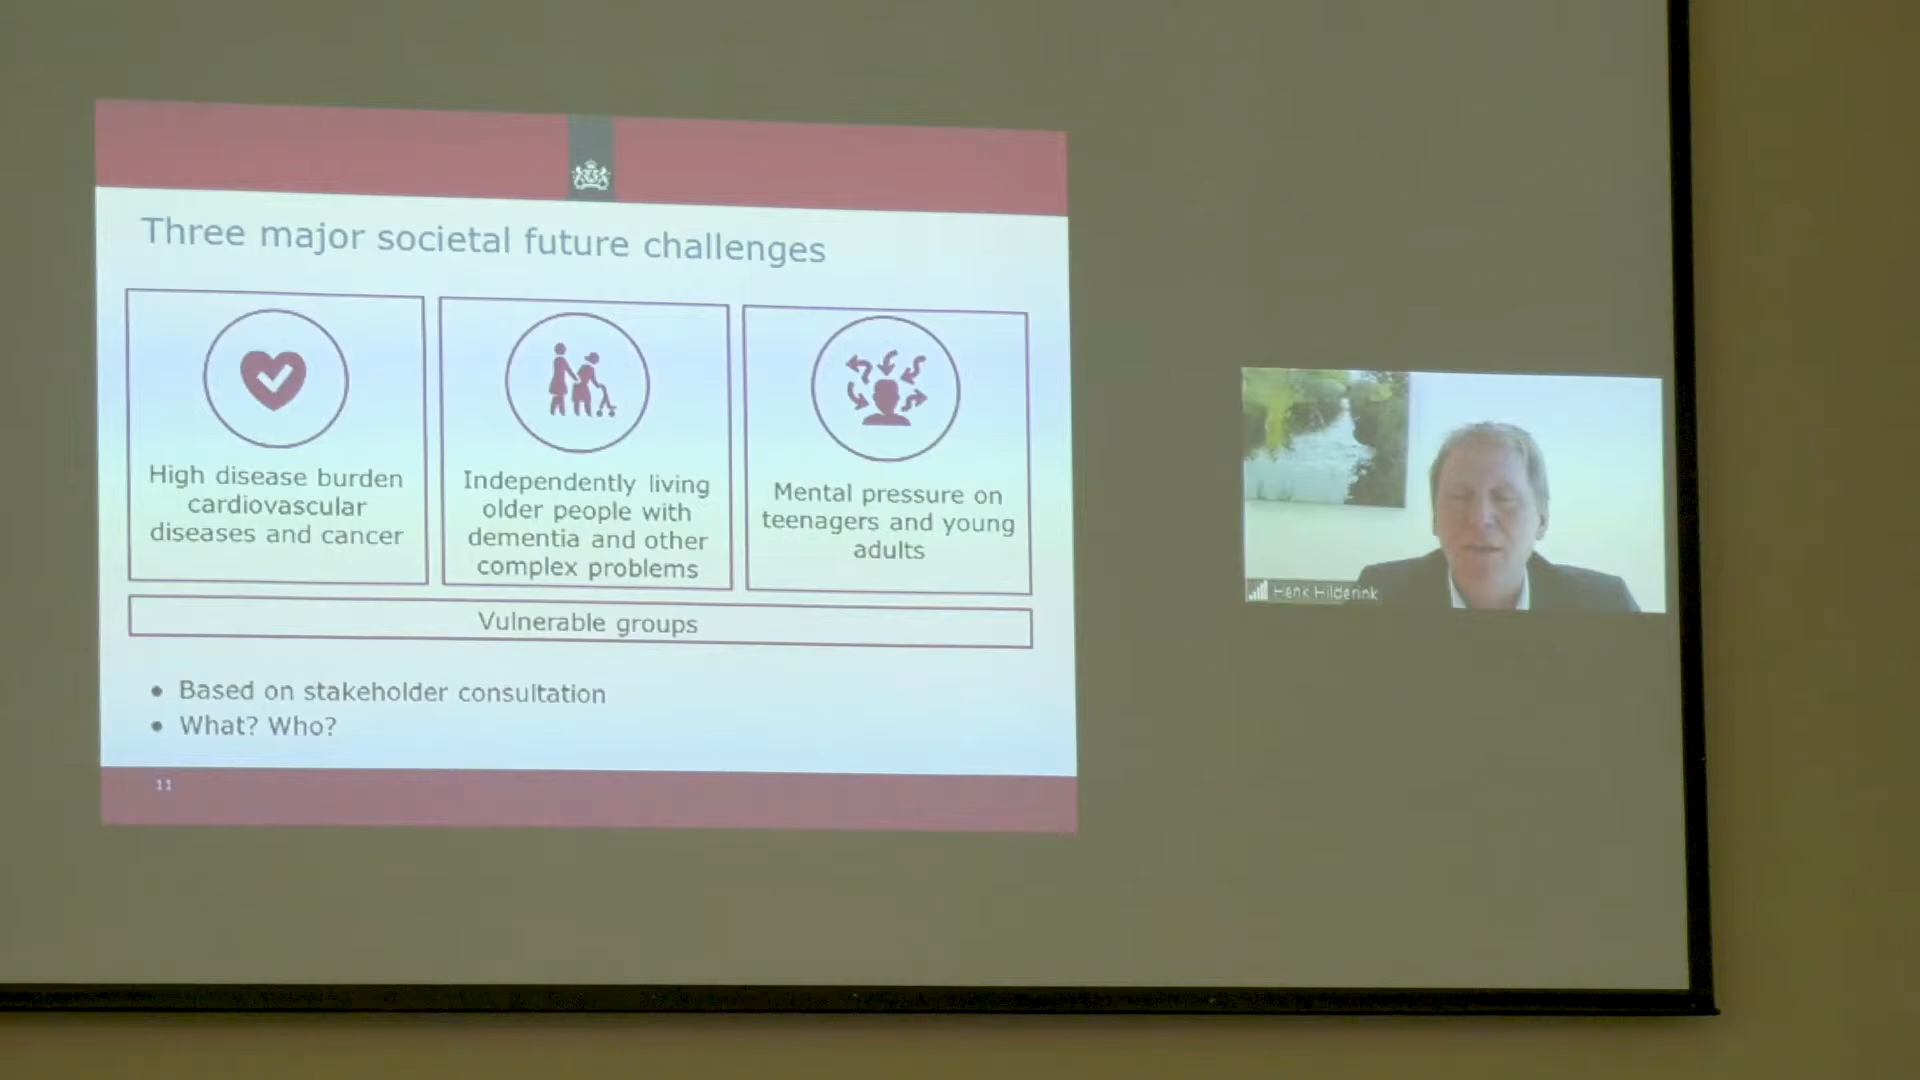 Three major societal future challenges
High disease burden
cardiovascular
diseases and cancer
Independently living
older people with
dementia and other
complex problems
Mental pressure on
teenagers and young
adults
Vulnerable groups
• Based on stakeholder consultation
• What? Who?
11
Henk Hilderink